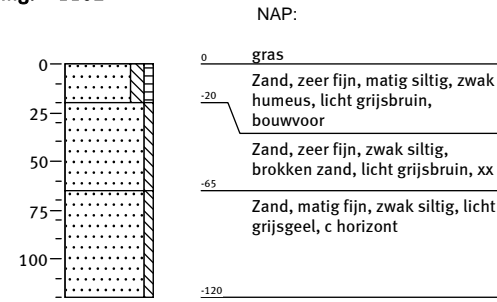 NAP:
0 gras
0
Zand, zeer fijn, matig siltig, zwak
-20 humeus, licht grijsbruin,
25
bouwvoor
Zand, zeer fijn, zwak siltig,
50 brokken zand, licht grijsbruin, xx
-65
75 Zand, matig fijn, zwak siltig, licht
grijsgeel, c horizont
100
-120